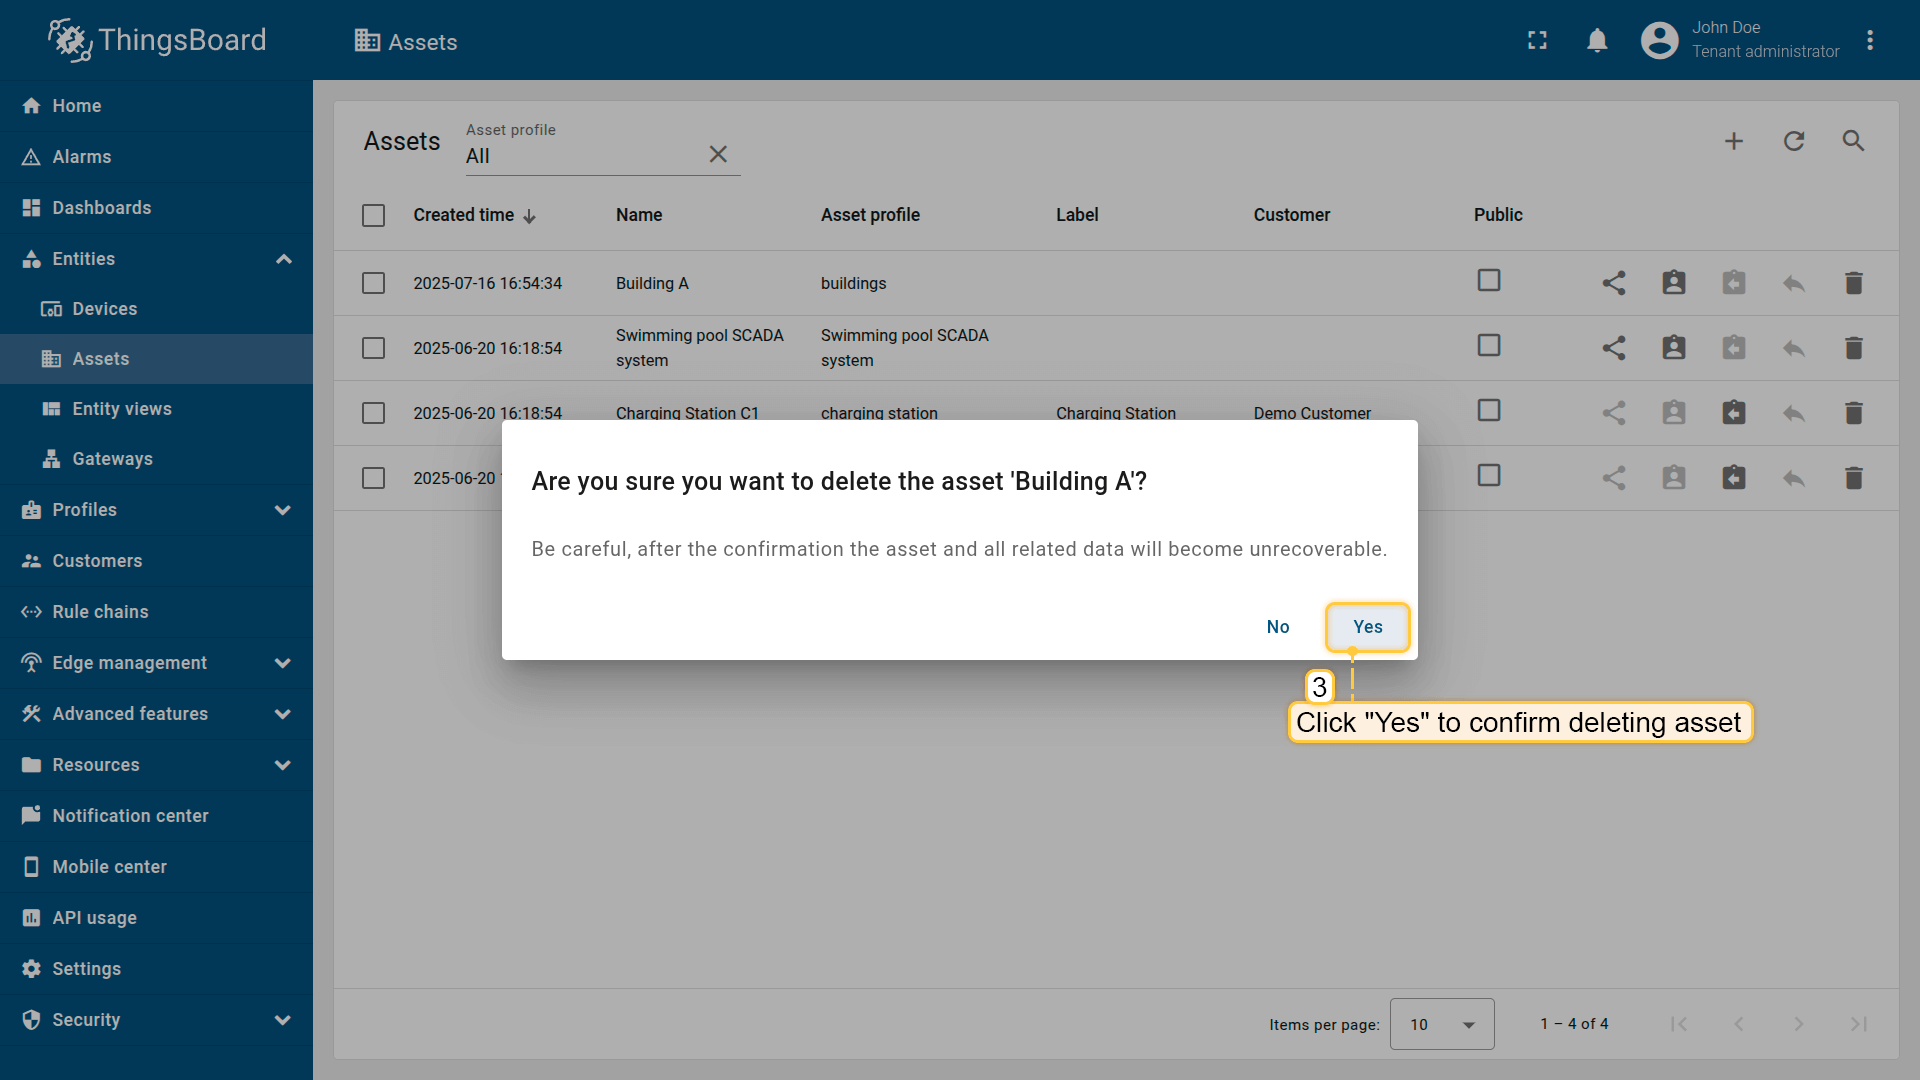 ThingsBoard
Assets
John Doe
Tenant administrator
Home
Alarms
Dashboards
Entities
Devices
Assets
Entity views
Gateways
Profiles
Customers
Rule chains
Edge management
Advanced features
Resources
Notification center
Mobile center
API usage
Settings
Security
Assets
Asset profile
All
Created time Name Asset profile Label Customer Public
2025-07-16 16:54:34 Building A buildings
2025-06-20 16:18:54 Swimming pool SCADA system Swimming pool SCADA system
2025-06-20 16:18:54 Charging Station C1 charging station Charging Station Demo Customer
2025-06-20
Are you sure you want to delete the asset 'Building A'?
Be careful, after the confirmation the asset and all related data will become unrecoverable.
No Yes
3
Click "Yes" to confirm deleting asset
Items per page: 10 1 – 4 of 4